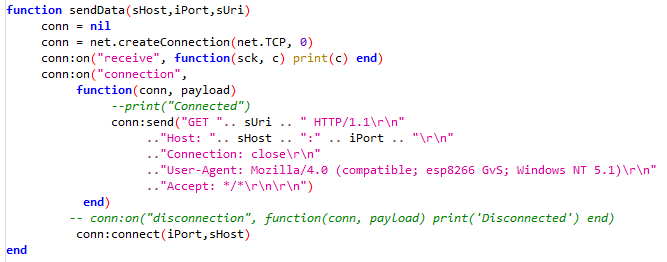 function sendData(sHost,iPort,sUri)
     conn = nil
     conn = net.createConnection(net.TCP, 0)
     conn:on("receive", function(sck, c) print(c) end)
     conn:on("connection",
          function(conn, payload)
               --print("Connected")
               conn:send("GET ".. sUri .. " HTTP/1.1\r\n"
                    .."Host: ".. sHost .. ":" .. iPort .. "\r\n"
                    .."Connection: close\r\n"
                    .."User-Agent: Mozilla/4.0 (compatible; esp8266 GvS; Windows NT 5.1)\r\n"
                    .."Accept: */*\r\n\r\n")
           end)
         -- conn:on("disconnection", function(conn, payload) print('Disconnected') end)
          conn:connect(iPort,sHost)
end